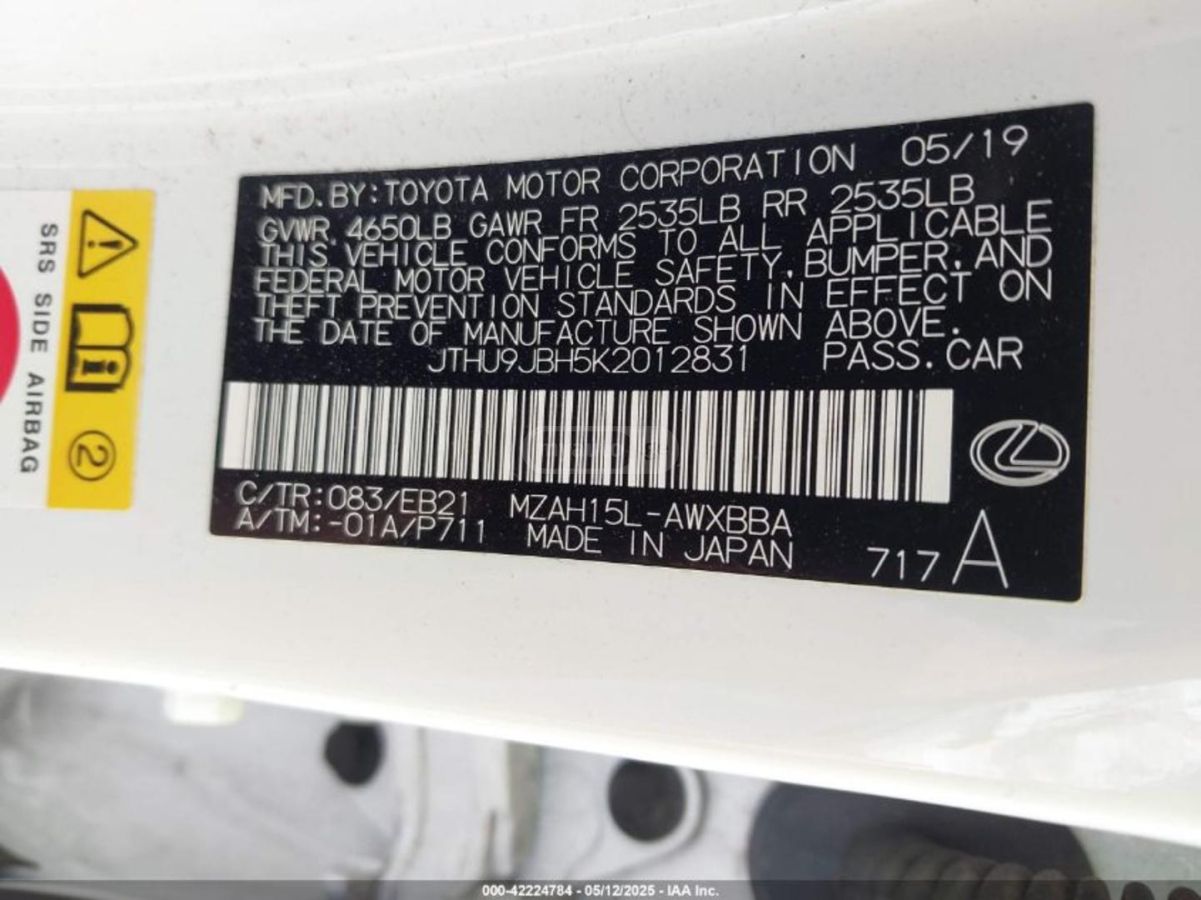 MFD. BY: TOYOTA MOTOR CORPORATION 05/19
GVWR 4650LB GAWR FR 2535LB RR 2535LB
THIS VEHICLE CONFORMS TO ALL APPLICABLE
FEDERAL MOTOR VEHICLE SAFETY, BUMPER, AND
THEFT PREVENTION STANDARDS IN EFFECT ON
THE DATE OF MANUFACTURE SHOWN ABOVE.
JTHU9JBH5K2012831 PASS. CAR
C/TR: 083/EB21 MZAH15L-AWXBBA
A/TM: -01A/P711 MADE IN JAPAN 717 A
SRS SIDE AIRBAG
2
000-42224784 - 05/12/2025 - IAA Inc.